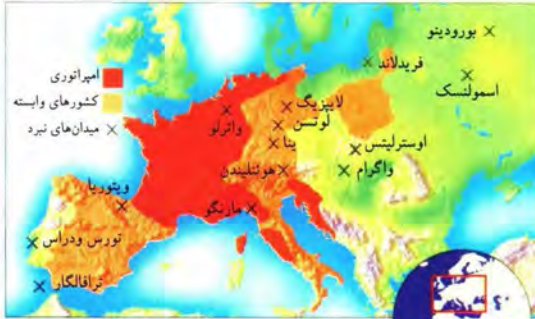 بورودینو
فریدلاند
اسمولنسک
امپراتوری
کشورهای وابسته
میدان‌های نبرد
لایپزیگ
لوتسن
واترلو
ینا
اوسترلیتس
هوئنلیندن
واگرام
ویتوریا
مارنگو
تورس ودراس
ترافالگار